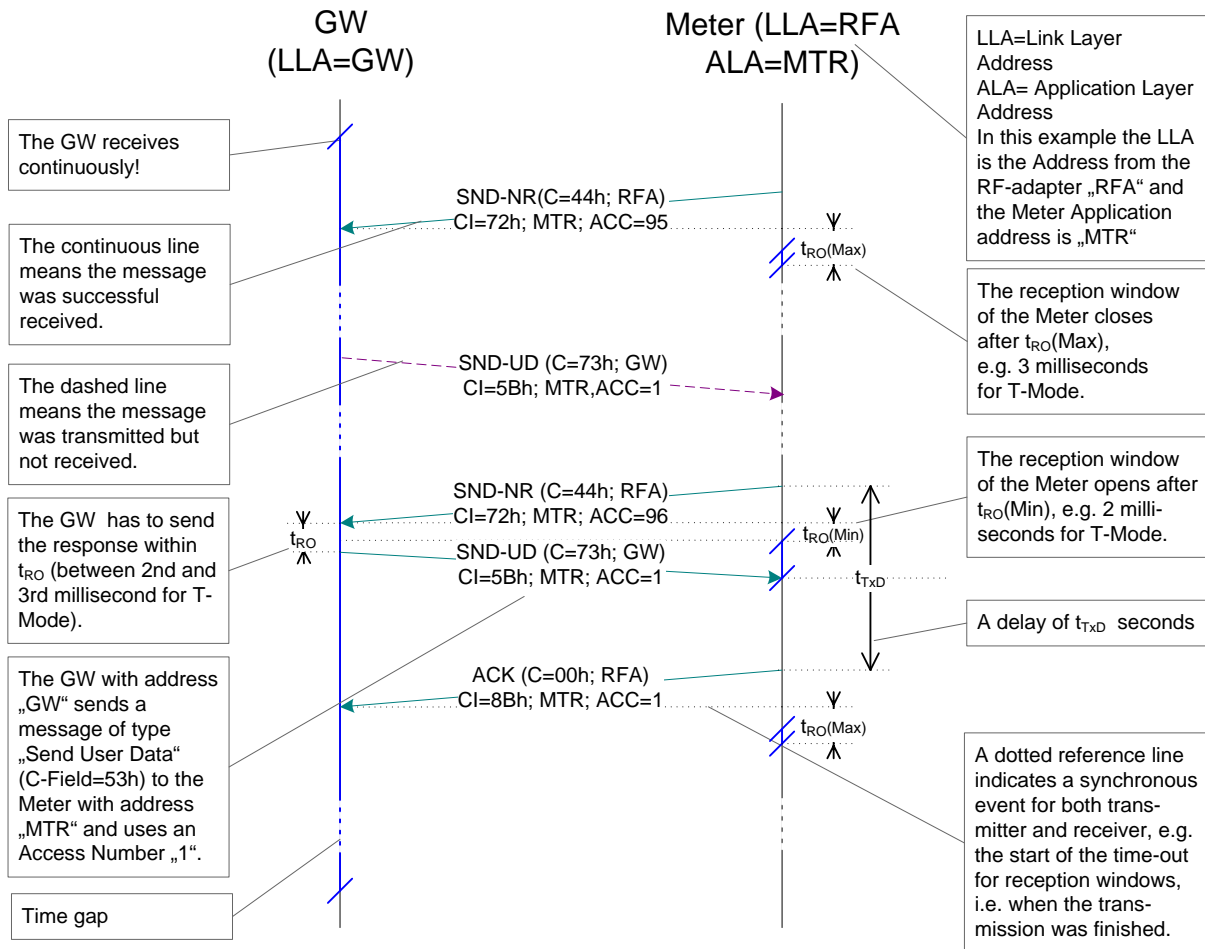 GW
(LLA=GW)
Meter (LLA=RFA
ALA=MTR)
LLA=Link Layer
Address
ALA= Application Layer
Address
In this example the LLA
is the Address from the
RF-adapter „RFA“ and
the Meter Application
address is „MTR“
The GW receives
continuously!
SND-NR(C=44h; RFA)
CI=72h; MTR; ACC=95
tRO(Max)
The continuous line
means the message
was successful
received.
The reception window
of the Meter closes
after tRO(Max),
e.g. 3 milliseconds
for T-Mode.
SND-UD (C=73h; GW)
CI=5Bh; MTR,ACC=1
The dashed line
means the message
was transmitted but
not received.
The reception window
of the Meter opens after
tRO(Min), e.g. 2 milli-
seconds for T-Mode.
SND-NR (C=44h; RFA)
CI=72h; MTR; ACC=96
tRO
tRO(Min)
The GW  has to send
the response within
tRO (between 2nd and
3rd millisecond for T-
Mode).
SND-UD (C=73h; GW)
CI=5Bh; MTR; ACC=1
tTxD
A delay of tTxD  seconds
The GW with address
„GW“ sends a
message of type
„Send User Data“
(C-Field=53h) to the
Meter with address
„MTR“ and uses an
Access Number „1“.
ACK (C=00h; RFA)
CI=8Bh; MTR; ACC=1
tRO(Max)
A dotted reference line
indicates a synchronous
event for both trans-
mitter and receiver, e.g.
the start of the time-out
for reception windows,
i.e. when the trans-
mission was finished.
Time gap